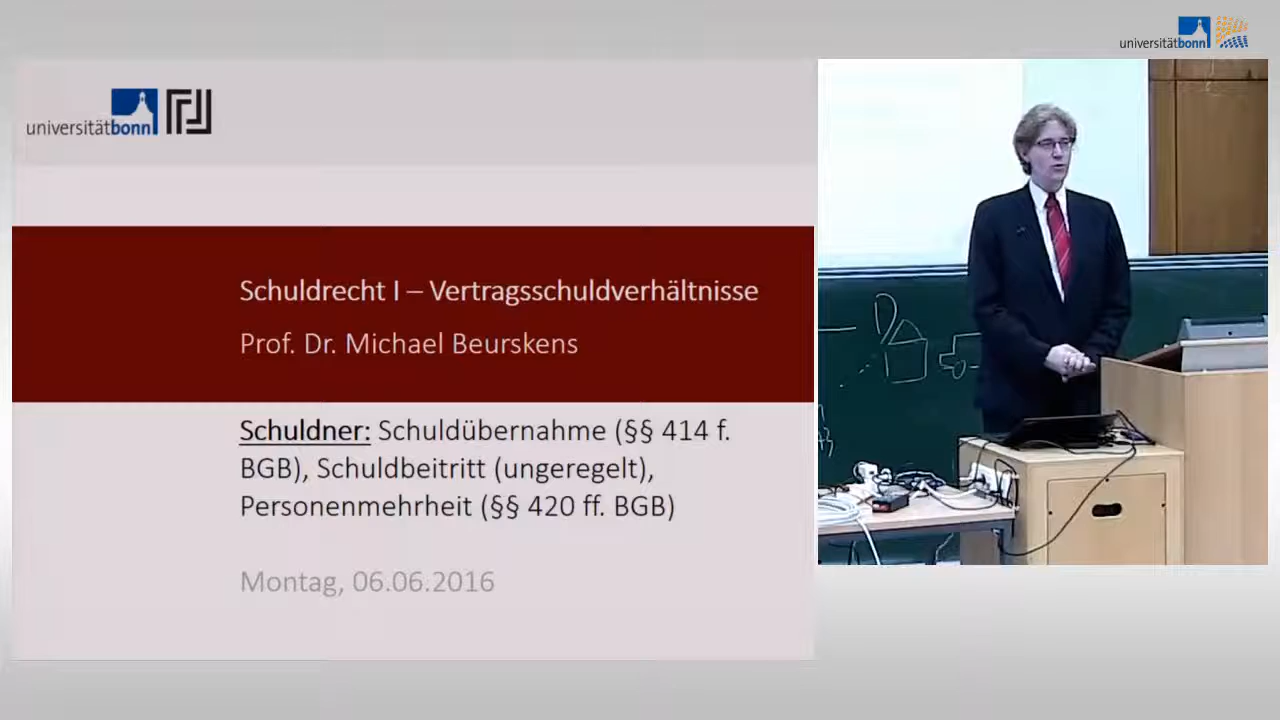 universitätbonn
universitätbonn
Schuldrecht I – Vertragsschuldverhältnisse
Prof. Dr. Michael Beurskens
Schuldner: Schuldübernahme (§§ 414 f.
BGB), Schuldbeitritt (ungeregelt),
Personenmehrheit (§§ 420 ff. BGB)
Montag, 06.06.2016
D